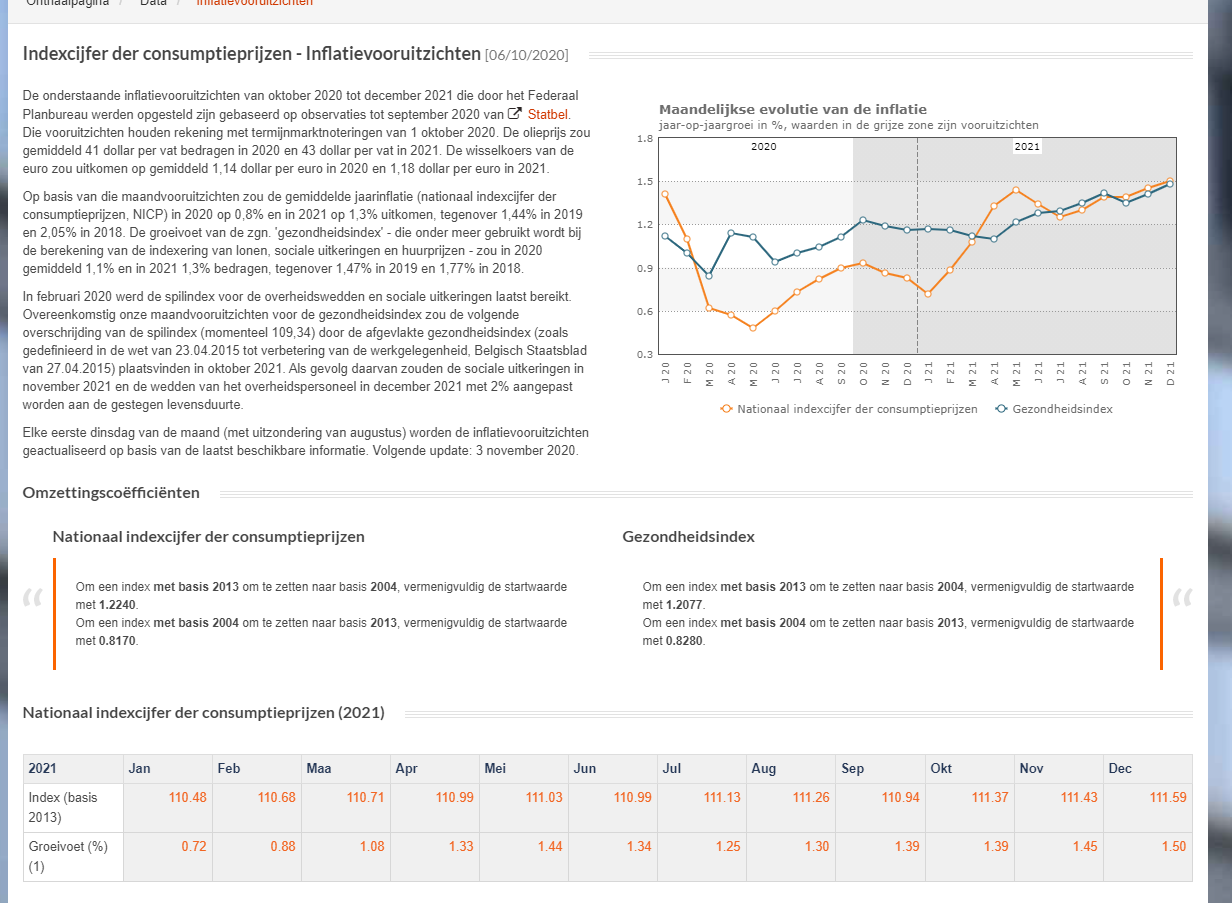 Onthaalpagina / Data / Inflatievooruitzichten
Indexcijfer der consumptieprijzen - Inflatievooruitzichten [06/10/2020]
De onderstaande inflatievooruitzichten van oktober 2020 tot december 2021 die door het Federaal
Planbureau werden opgesteld zijn gebaseerd op observaties tot september 2020 van Statbel.
De vooruitzichten houden rekening met termijnmarktnoteringen van 1 oktober 2020. De olieprijs zou
gemiddeld 41 dollar per vat bedragen in 2020 en 43 dollar per vat in 2021. De wisselkoers van de
euro zou uitkomen op gemiddeld 1,14 dollar per euro in 2020 en 1,18 dollar per euro in 2021.
Op basis van die maandvooruitzichten zou de gemiddelde jaarinflatie (nationaal indexcijfer der
consumptieprijzen, NICP) in 2020 op 0,8% en in 2021 op 1,3% uitkomen, tegenover 1,44% in 2019
en 2,05% in 2018. De groeivoet van de zgn. 'gezondheidsindex' - die onder meer gebruikt wordt bij
de berekening van de indexering van lonen, sociale uitkeringen en huurprijzen - zou in 2020
gemiddeld 1,1% en in 2021 1,3% bedragen, tegenover 1,47% in 2019 en 1,77% in 2018.
In februari 2020 werd de spilindex voor de overheidswedden en sociale uitkeringen laatst bereikt.
Overeenkomstig onze maandvooruitzichten voor de gezondheidsindex zou de volgende
overschrijding van de spilindex (momenteel 109,34) door de afgevlakte gezondheidsindex (zoals
gedefinieerd in de wet van 23.04.2015 tot verbetering van de werkgelegenheid, Belgisch Staatsblad
van 27.04.2015) plaatsvinden in oktober 2021. Als gevolg daarvan zouden de sociale uitkeringen in
november 2021 en de wedden van het overheidspersoneel in december 2021 met 2% aangepast
worden aan de gestegen levensduurte.
Elke eerste dinsdag van de maand (met uitzondering van augustus) worden de inflatievooruitzichten
geactualiseerd op basis van de laatst beschikbare informatie. Volgende update: 3 november 2020.
Maandelijkse evolutie van de inflatie
jaar-op-jaargroei in %, waarden in de grijze zone zijn vooruitzichten
2020 2021
1.8
1.5
1.2
0.9
0.6
0.3
J 20 F 20 M 20 A 20 M 20 J 20 J 20 A 20 S 20 O 20 N 20 D 20 J 21 F 21 M 21 A 21 M 21 J 21 J 21 A 21 S 21 O 21 N 21 D 21
Nationaal indexcijfer der consumptieprijzen Gezondheidsindex
Omzettingscoëfficiënten
Nationaal indexcijfer der consumptieprijzen
“
Om een index met basis 2013 om te zetten naar basis 2004, vermenigvuldig de startwaarde
met 1.2240.
Om een index met basis 2004 om te zetten naar basis 2013, vermenigvuldig de startwaarde
met 0.8170.
Gezondheidsindex
Om een index met basis 2013 om te zetten naar basis 2004, vermenigvuldig de startwaarde
met 1.2077.
Om een index met basis 2004 om te zetten naar basis 2013, vermenigvuldig de startwaarde
met 0.8280.
“
Nationaal indexcijfer der consumptieprijzen (2021)
2021 Jan Feb Maa Apr Mei Jun Jul Aug Sep Okt Nov Dec
Index (basis 110.48 110.68 110.71 110.99 111.03 110.99 111.13 111.26 110.94 111.37 111.43 111.59
2013)
Groeivoet (%) 0.72 0.88 1.08 1.33 1.44 1.34 1.25 1.30 1.39 1.39 1.45 1.50
(1)